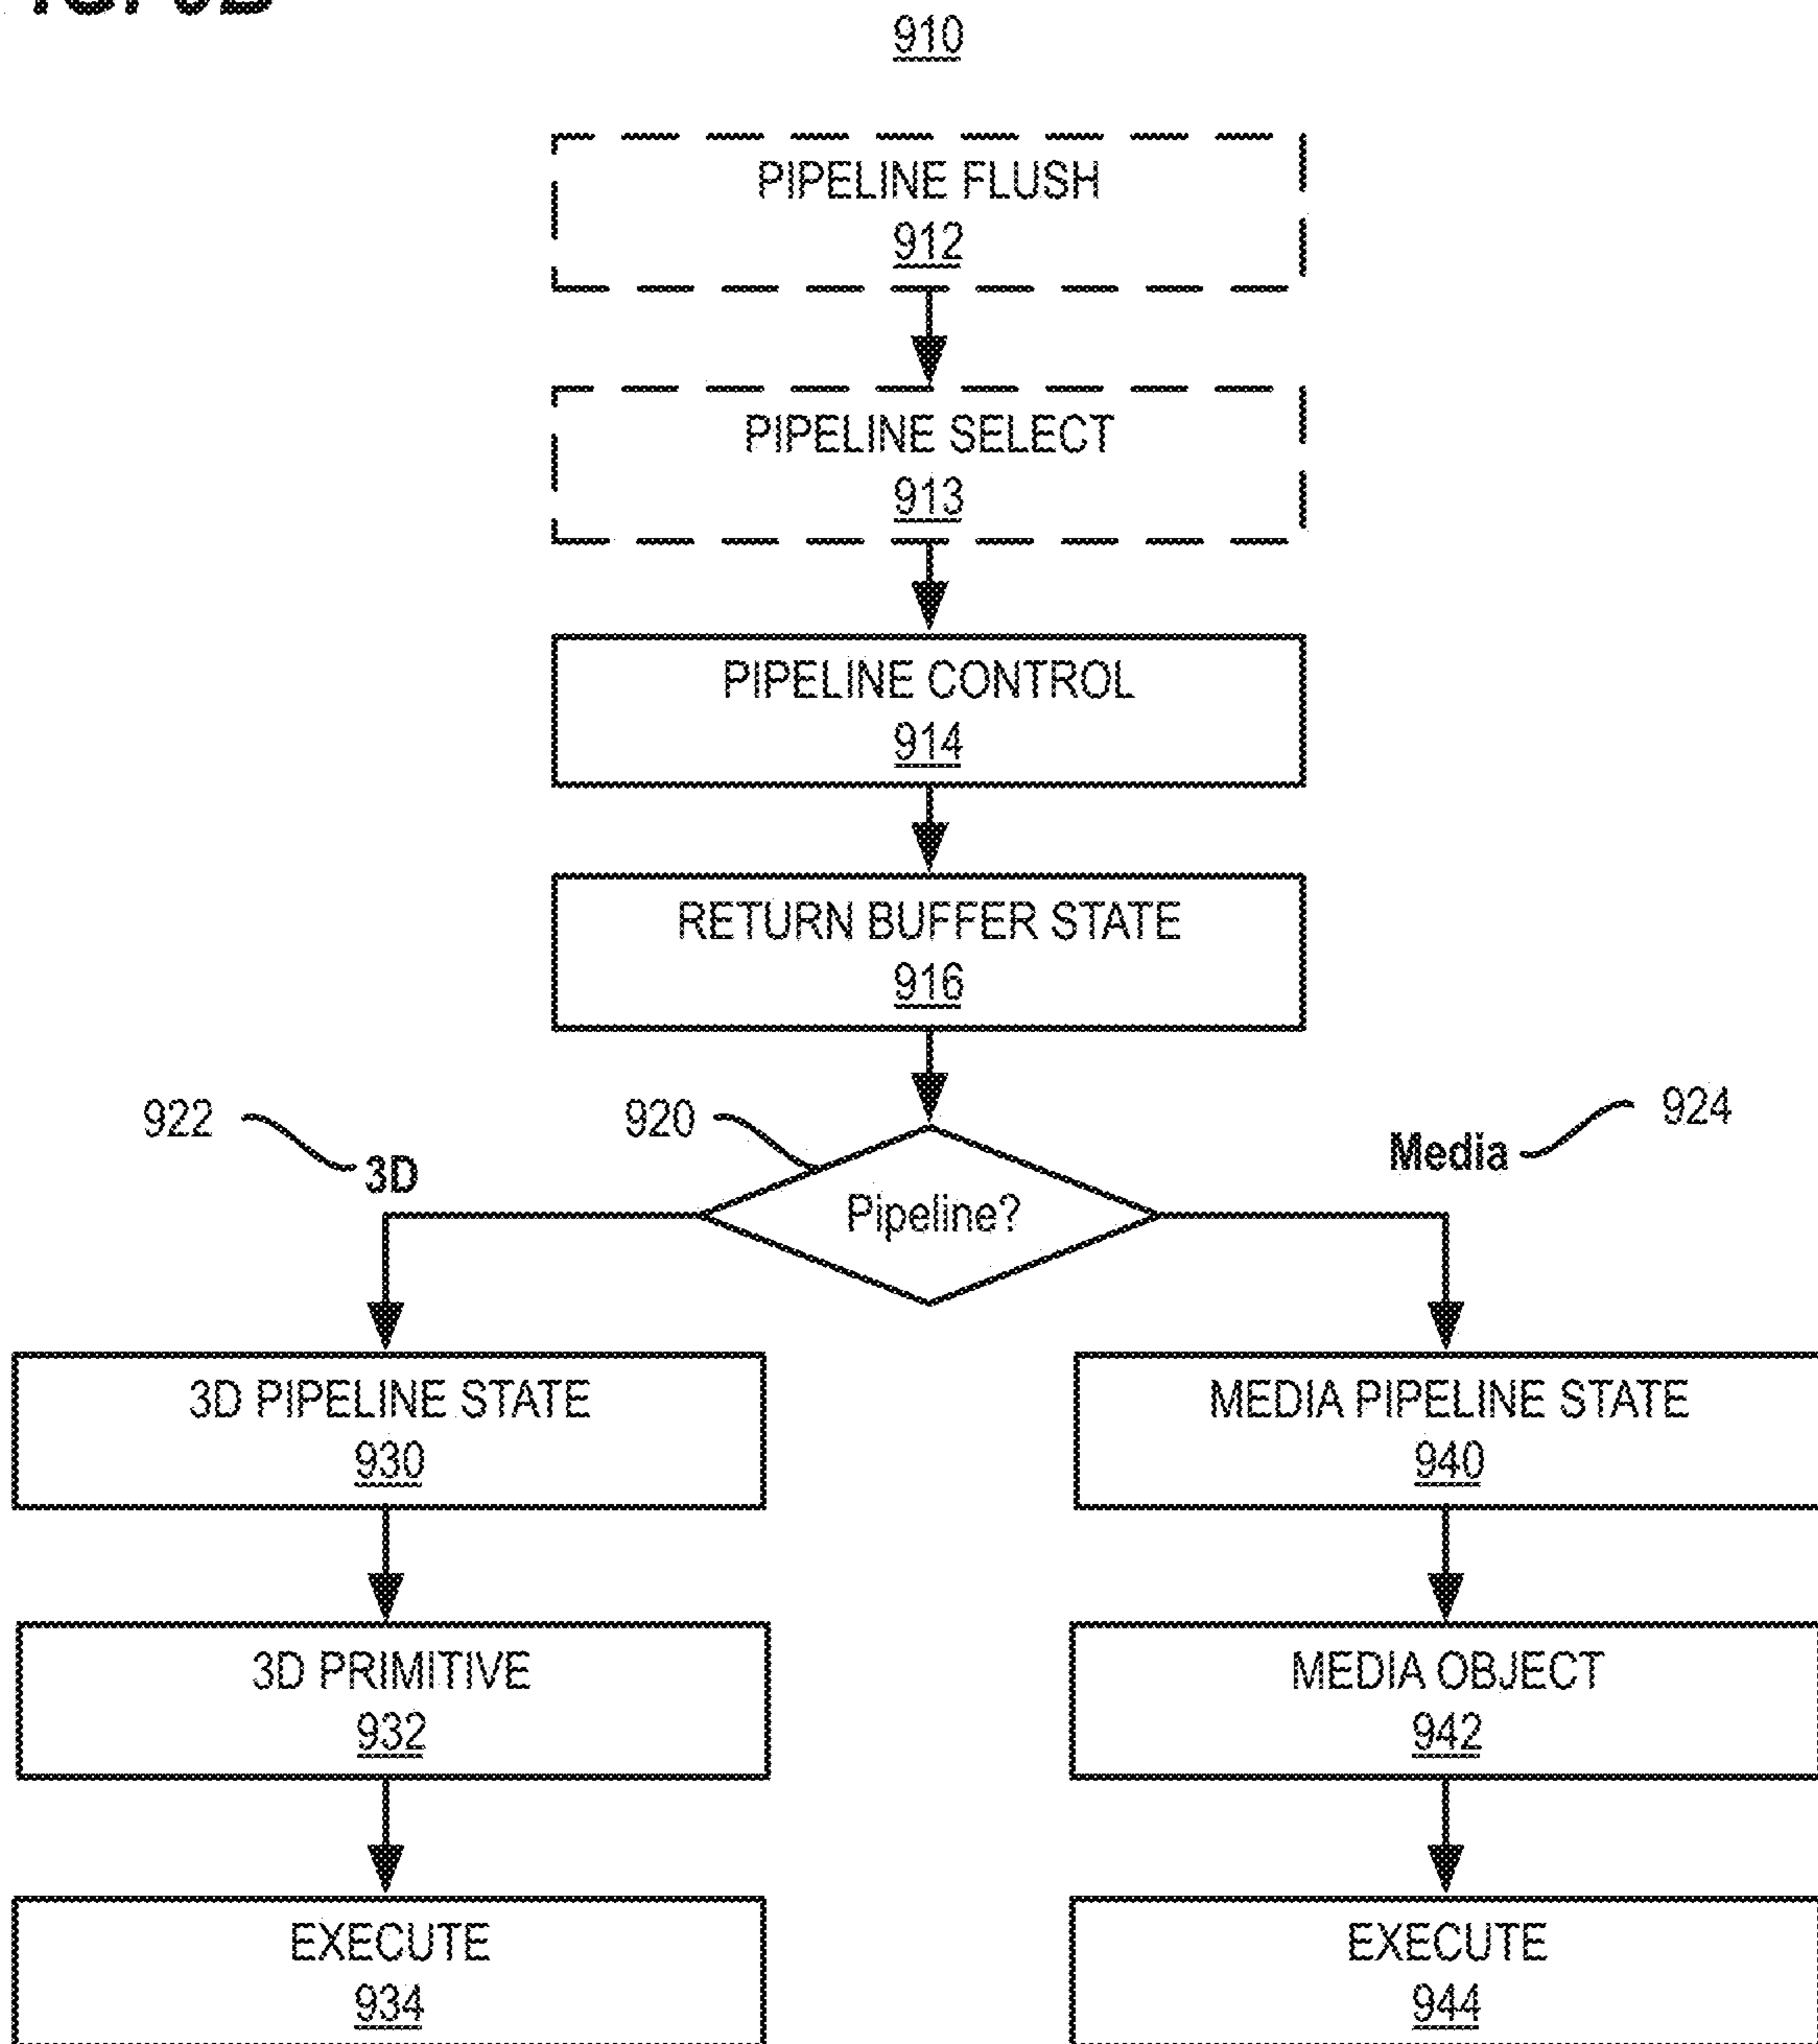 910
PIPELINE FLUSH
912
PIPELINE SELECT
913
PIPELINE CONTROL
914
RETURN BUFFER STATE
916
922
920
924
3D
Media
Pipeline?
3D PIPELINE STATE
930
MEDIA PIPELINE STATE
940
3D PRIMITIVE
932
MEDIA OBJECT
942
EXECUTE
934
EXECUTE
944